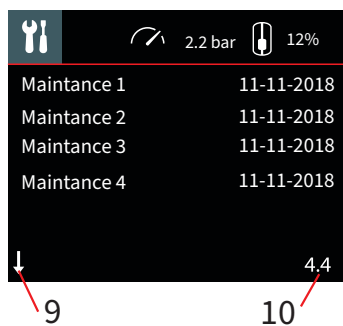 2.2 bar 12%
Maintance 1 11-11-2018
Maintance 2 11-11-2018
Maintance 3 11-11-2018
Maintance 4 11-11-2018
4.4
9 10